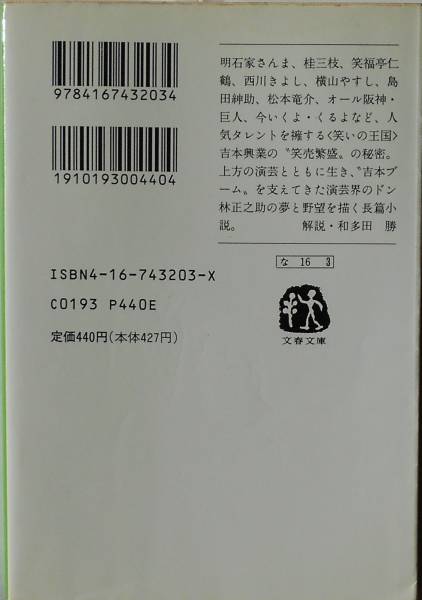 9784167432034
1910193004404
ISBN4-16-743203-X
C0193 P440E
定価440円(本体427円)
明石家さんま、桂三枝、笑福亭仁
鶴、西川きよし、横山やすし、島
田紳助、松本竜介、オール阪神・
巨人、今いくよ・くるよなど、人
気タレントを擁する〈笑いの王国〉
吉本興業の〝笑売繁盛〟の秘密。
上方の演芸とともに生き、〝吉本ブ
ーム〟を支えてきた演芸界のドン
林正之助の夢と野望を描く長篇小
説。 解説・和多田 勝
な 16 3
文春文庫